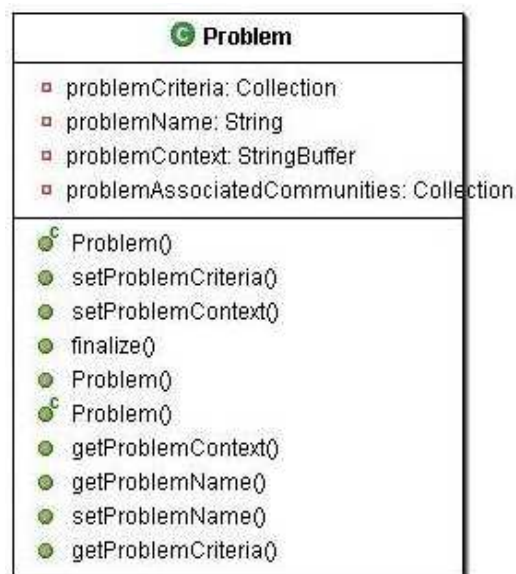 C Problem
problemCriteria: Collection
problemName: String
problemContext: StringBuffer
problemAssociatedCommunities: Collection
C Problem()
setProblemCriteria()
setProblemContext()
finalize()
Problem()
C Problem()
getProblemContext()
getProblemName()
setProblemName()
getProblemCriteria()